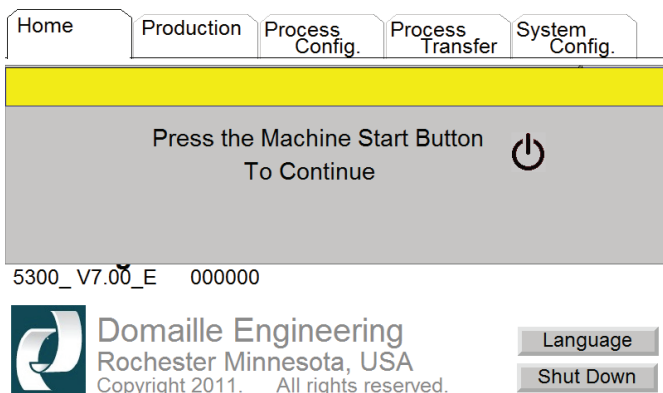 Home
Production
Process
Config.
Process
Transfer
System
Config.
Press the Machine Start Button
To Continue
5300_ V7.00_E 000000
Domaille Engineering
Rochester Minnesota, USA
Copyright 2011. All rights reserved.
Language
Shut Down